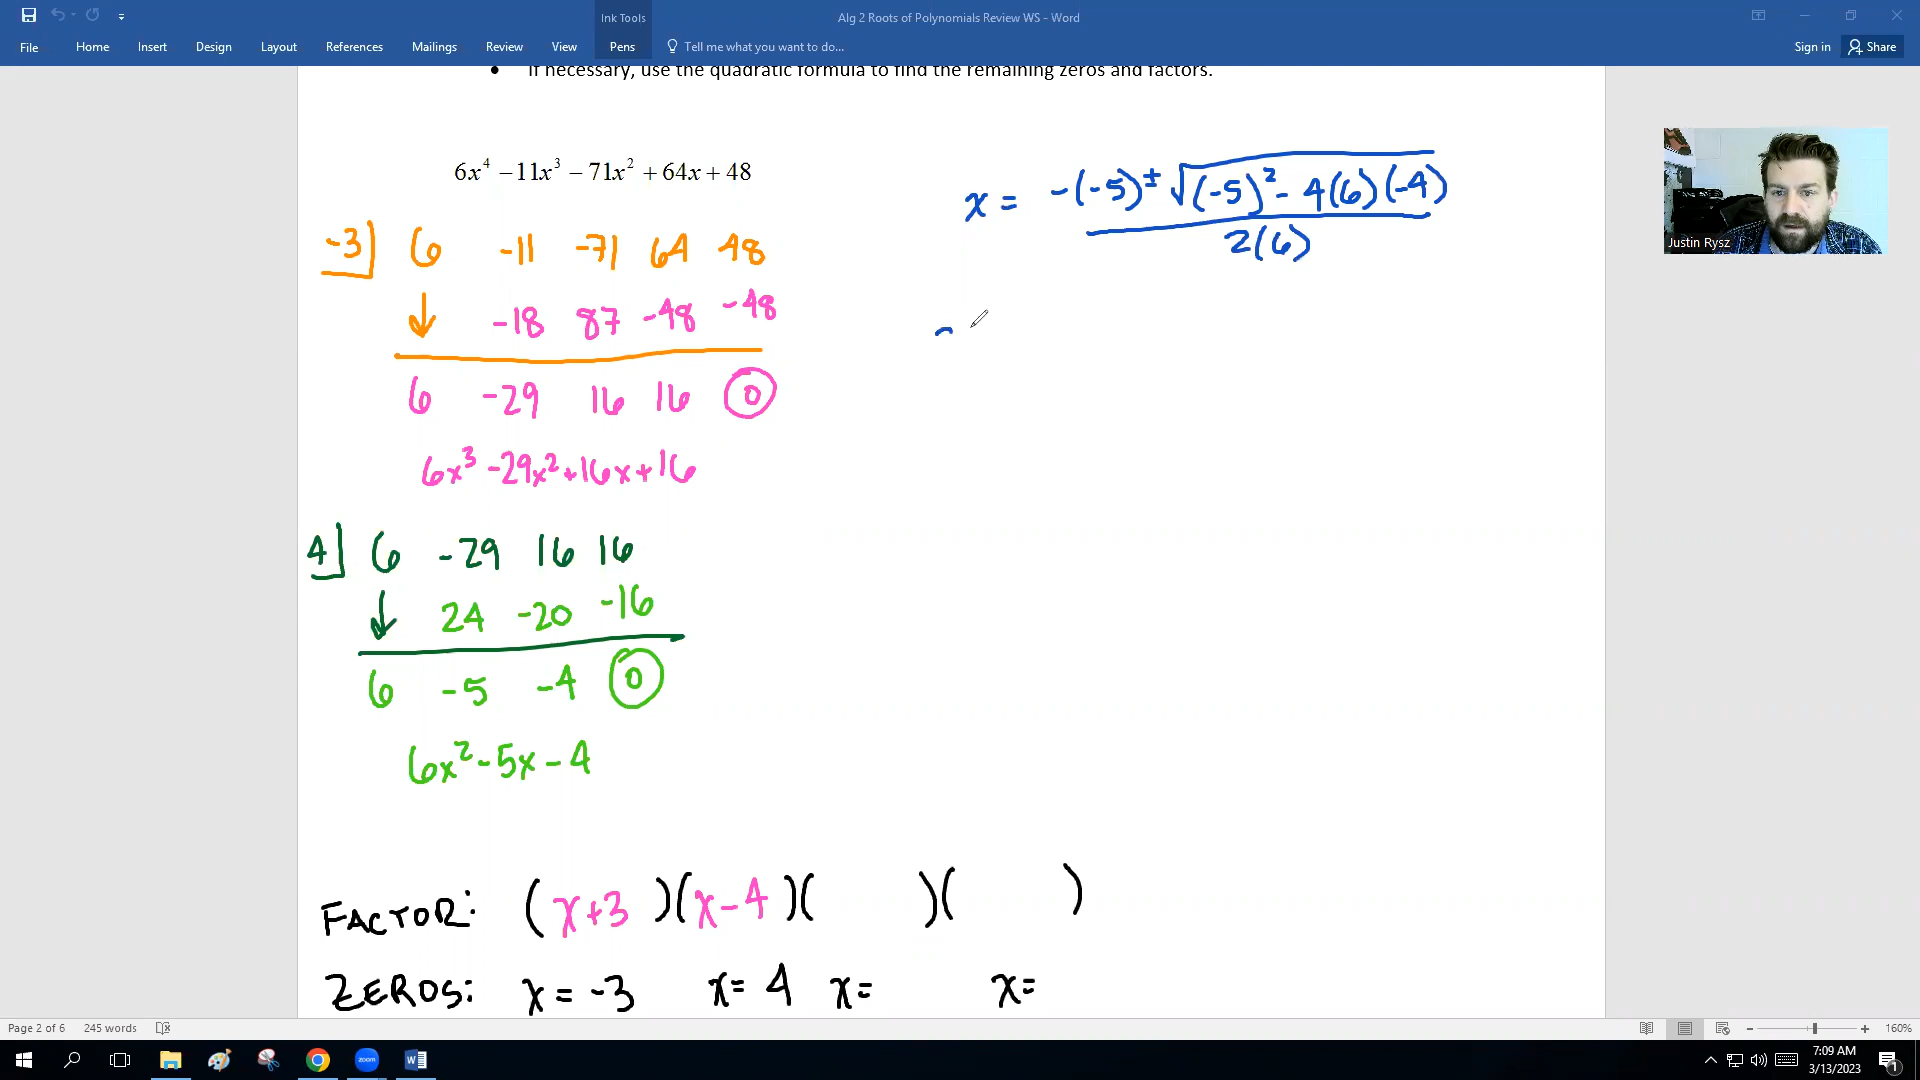 Ink Tools
Alg 2 Roots of Polynomials Review WS - Word
File Home Insert Design Layout References Mailings Review View Pens Tell me what you want to do... Sign in Share
If necessary, use the quadratic formula to find the remaining zeros and factors.
6x⁴ −11x³ − 71x² + 64x + 48
x = -(-5) ± √(-5)² - 4(6)(-4)
2(6)
-3 6 -11 -71 64 48
-18 87 -48 -48
6 -29 16 16 0
6x³ -29x² +16x +16
4 6 -29 16 16
24 -20 -16
6 -5 -4 0
6x² - 5x - 4
FACTOR: (x+3)(x-4)( )( )
ZEROS: x = -3 x = 4 x = x =
Justin Rysz
Page 2 of 6 245 words 160%
zoom
7:09 AM
3/13/2023
1